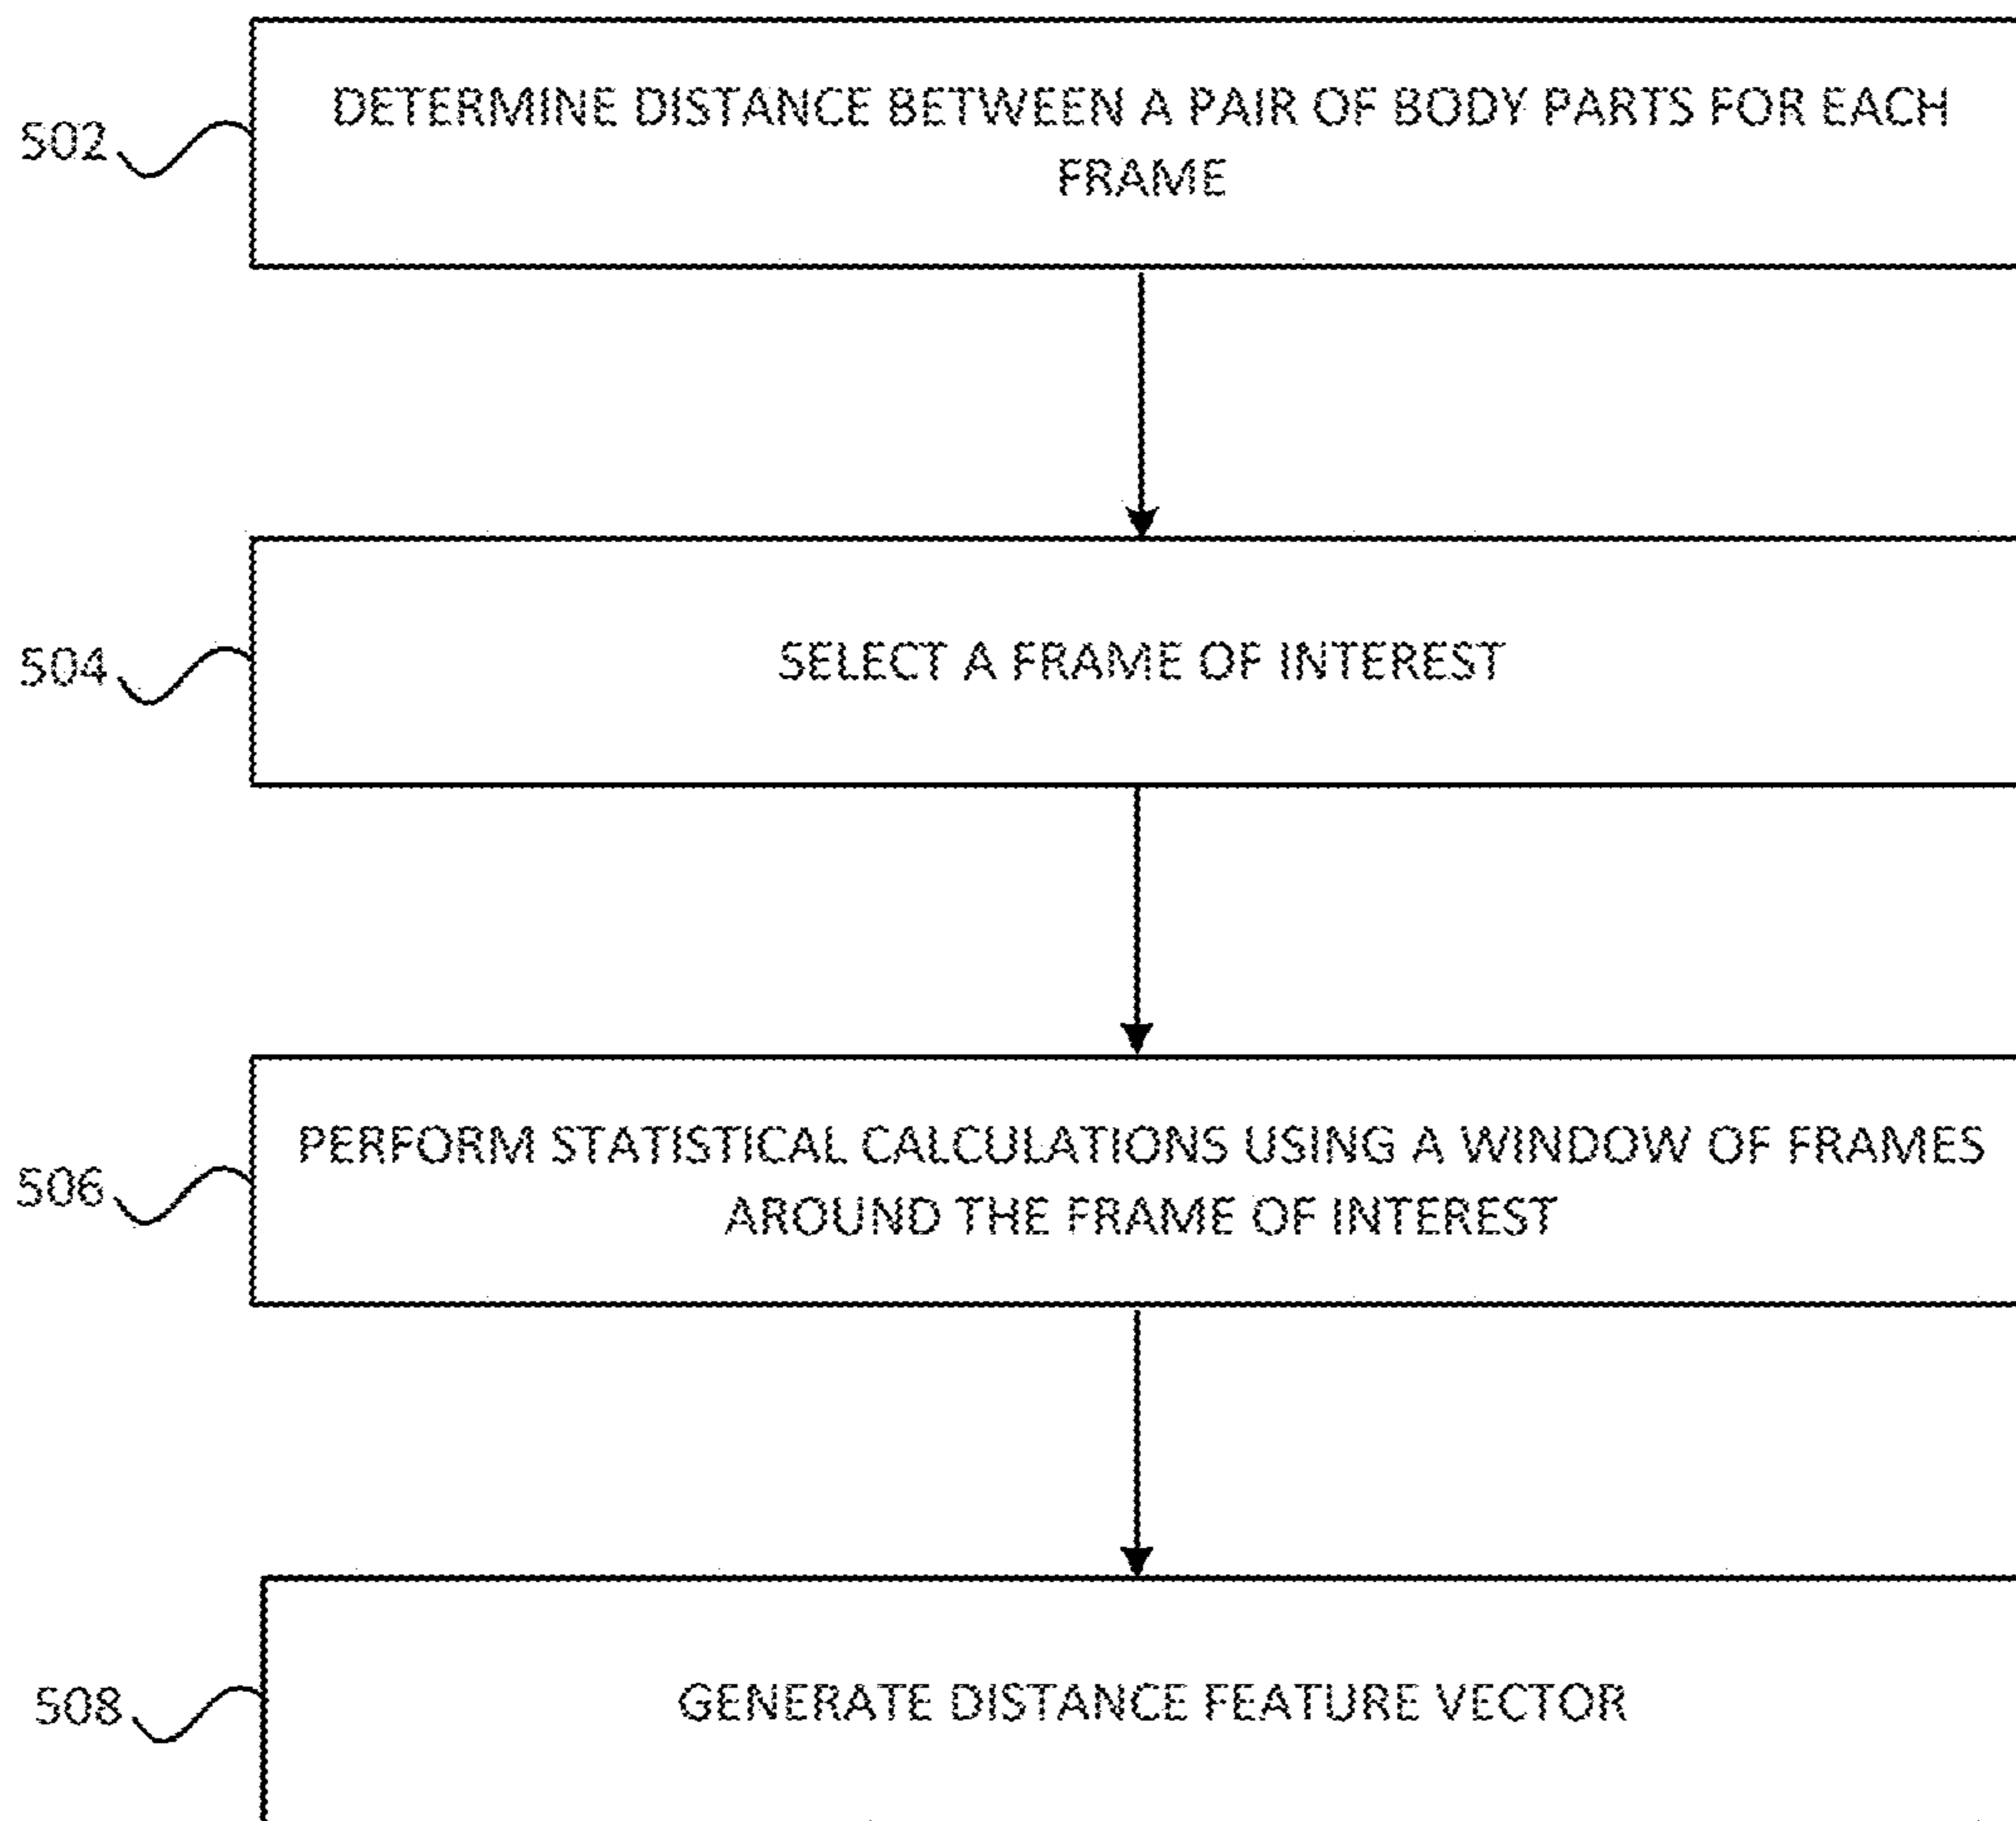 502
DETERMINE DISTANCE BETWEEN A PAIR OF BODY PARTS FOR EACH
FRAME
504
SELECT A FRAME OF INTEREST
506
PERFORM STATISTICAL CALCULATIONS USING A WINDOW OF FRAMES
AROUND THE FRAME OF INTEREST
508
GENERATE DISTANCE FEATURE VECTOR